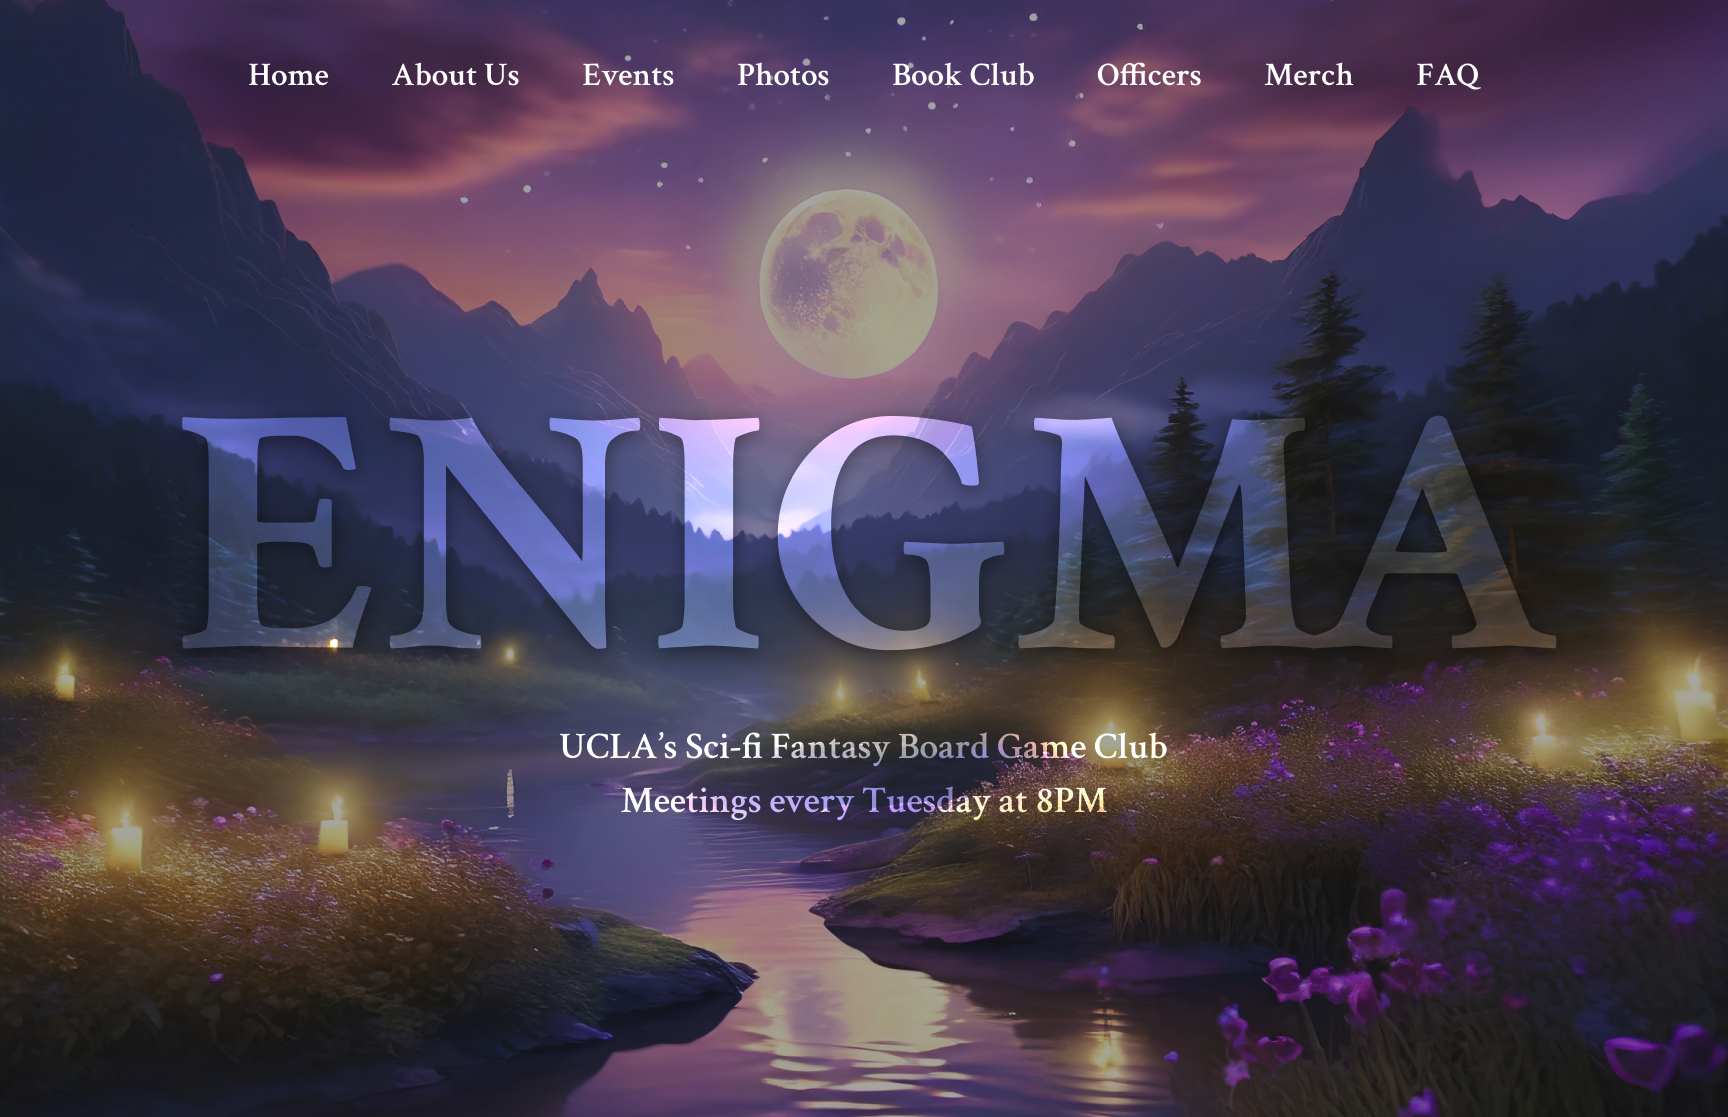 Home About Us Events Photos Book Club Officers Merch FAQ
ENIGMA
UCLA’s Sci-fi Fantasy Board Game Club
Meetings every Tuesday at 8PM